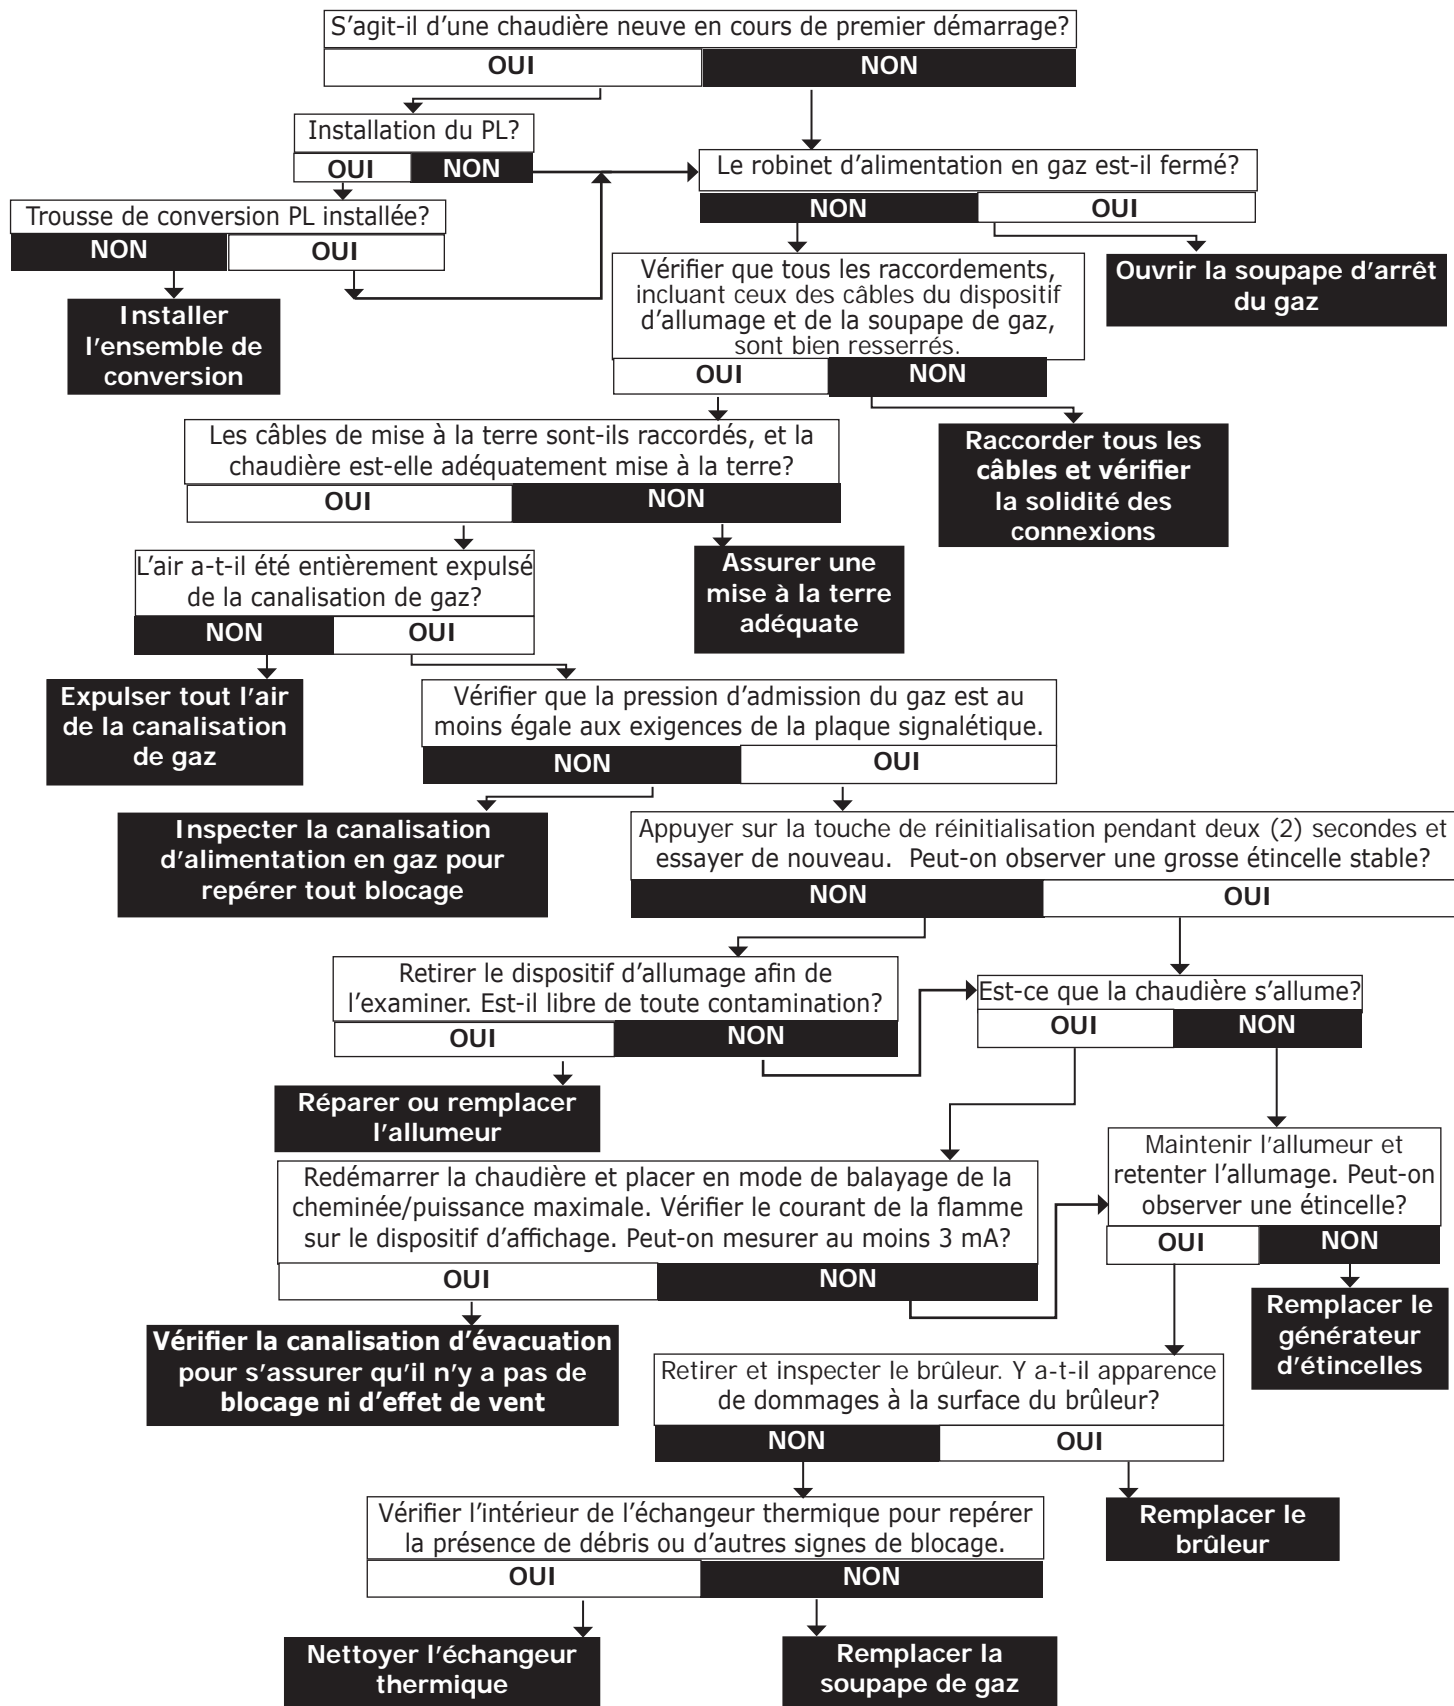 S'agit-il d'une chaudière neuve en cours de premier démarrage?
OUI
NON
Installation du PL?
OUI
NON
Le robinet d'alimentation en gaz est-il fermé?
NON
OUI
Trousse de conversion PL installée?
NON
OUI
Installer
l'ensemble de
conversion
Vérifier que tous les raccordements,
incluant ceux des câbles du dispositif
d'allumage et de la soupape de gaz,
sont bien resserrés.
OUI
NON
Ouvrir la soupape d'arrêt
du gaz
Les câbles de mise à la terre sont-ils raccordés, et la
chaudière est-elle adéquatement mise à la terre?
OUI
NON
Raccorder tous les
câbles et vérifier
la solidité des
connexions
L'air a-t-il été entièrement expulsé
de la canalisation de gaz?
NON
OUI
Assurer une
mise à la terre
adéquate
Expulser tout l'air
de la canalisation
de gaz
Vérifier que la pression d'admission du gaz est au
moins égale aux exigences de la plaque signalétique.
NON
OUI
Inspecter la canalisation
d'alimentation en gaz pour
repérer tout blocage
Appuyer sur la touche de réinitialisation pendant deux (2) secondes et
essayer de nouveau. Peut-on observer une grosse étincelle stable?
NON
OUI
Retirer le dispositif d'allumage afin de
l'examiner. Est-il libre de toute contamination?
OUI
NON
Est-ce que la chaudière s'allume?
OUI
NON
Réparer ou remplacer
l'allumeur
Maintenir l'allumeur et
retenter l'allumage. Peut-on
observer une étincelle?
OUI
NON
Redémarrer la chaudière et placer en mode de balayage de la
cheminée/puissance maximale. Vérifier le courant de la flamme
sur le dispositif d'affichage. Peut-on mesurer au moins 3 mA?
OUI
NON
Remplacer le
générateur
d'étincelles
Vérifier la canalisation d'évacuation
pour s'assurer qu'il n'y a pas de
blocage ni d'effet de vent
Retirer et inspecter le brûleur. Y a-t-il apparence
de dommages à la surface du brûleur?
NON
OUI
Vérifier l'intérieur de l'échangeur thermique pour repérer
la présence de débris ou d'autres signes de blocage.
OUI
NON
Remplacer le
brûleur
Nettoyer l'échangeur
thermique
Remplacer la
soupape de gaz